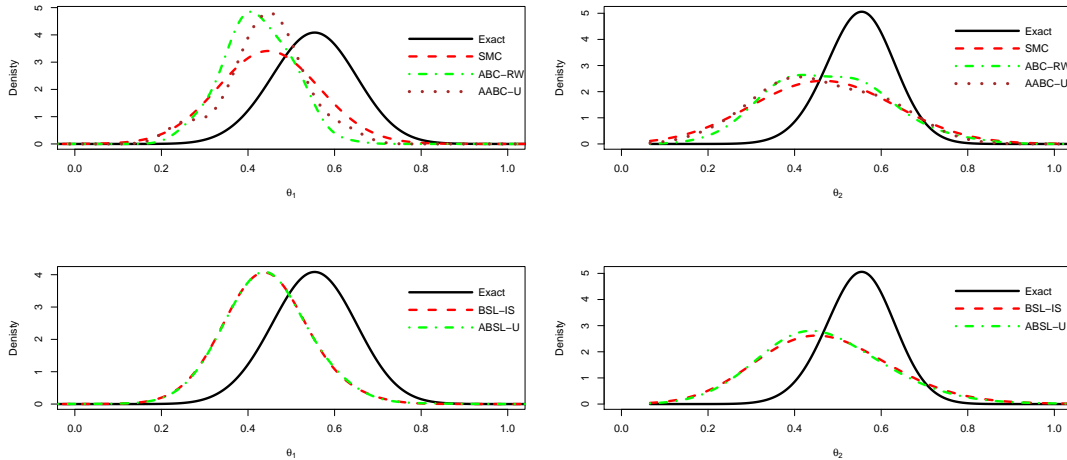 Denisty
0 1 2 3 4 5
0.0 0.2 0.4 0.6 0.8 1.0
θ1
Exact
SMC
ABC−RW
AABC−U
Denisty
0 1 2 3 4 5
0.0 0.2 0.4 0.6 0.8 1.0
θ2
Exact
SMC
ABC−RW
AABC−U
Denisty
0 1 2 3 4
0.0 0.2 0.4 0.6 0.8 1.0
θ1
Exact
BSL−IS
ABSL−U
Denisty
0 1 2 3 4 5
0.0 0.2 0.4 0.6 0.8 1.0
θ2
Exact
BSL−IS
ABSL−U